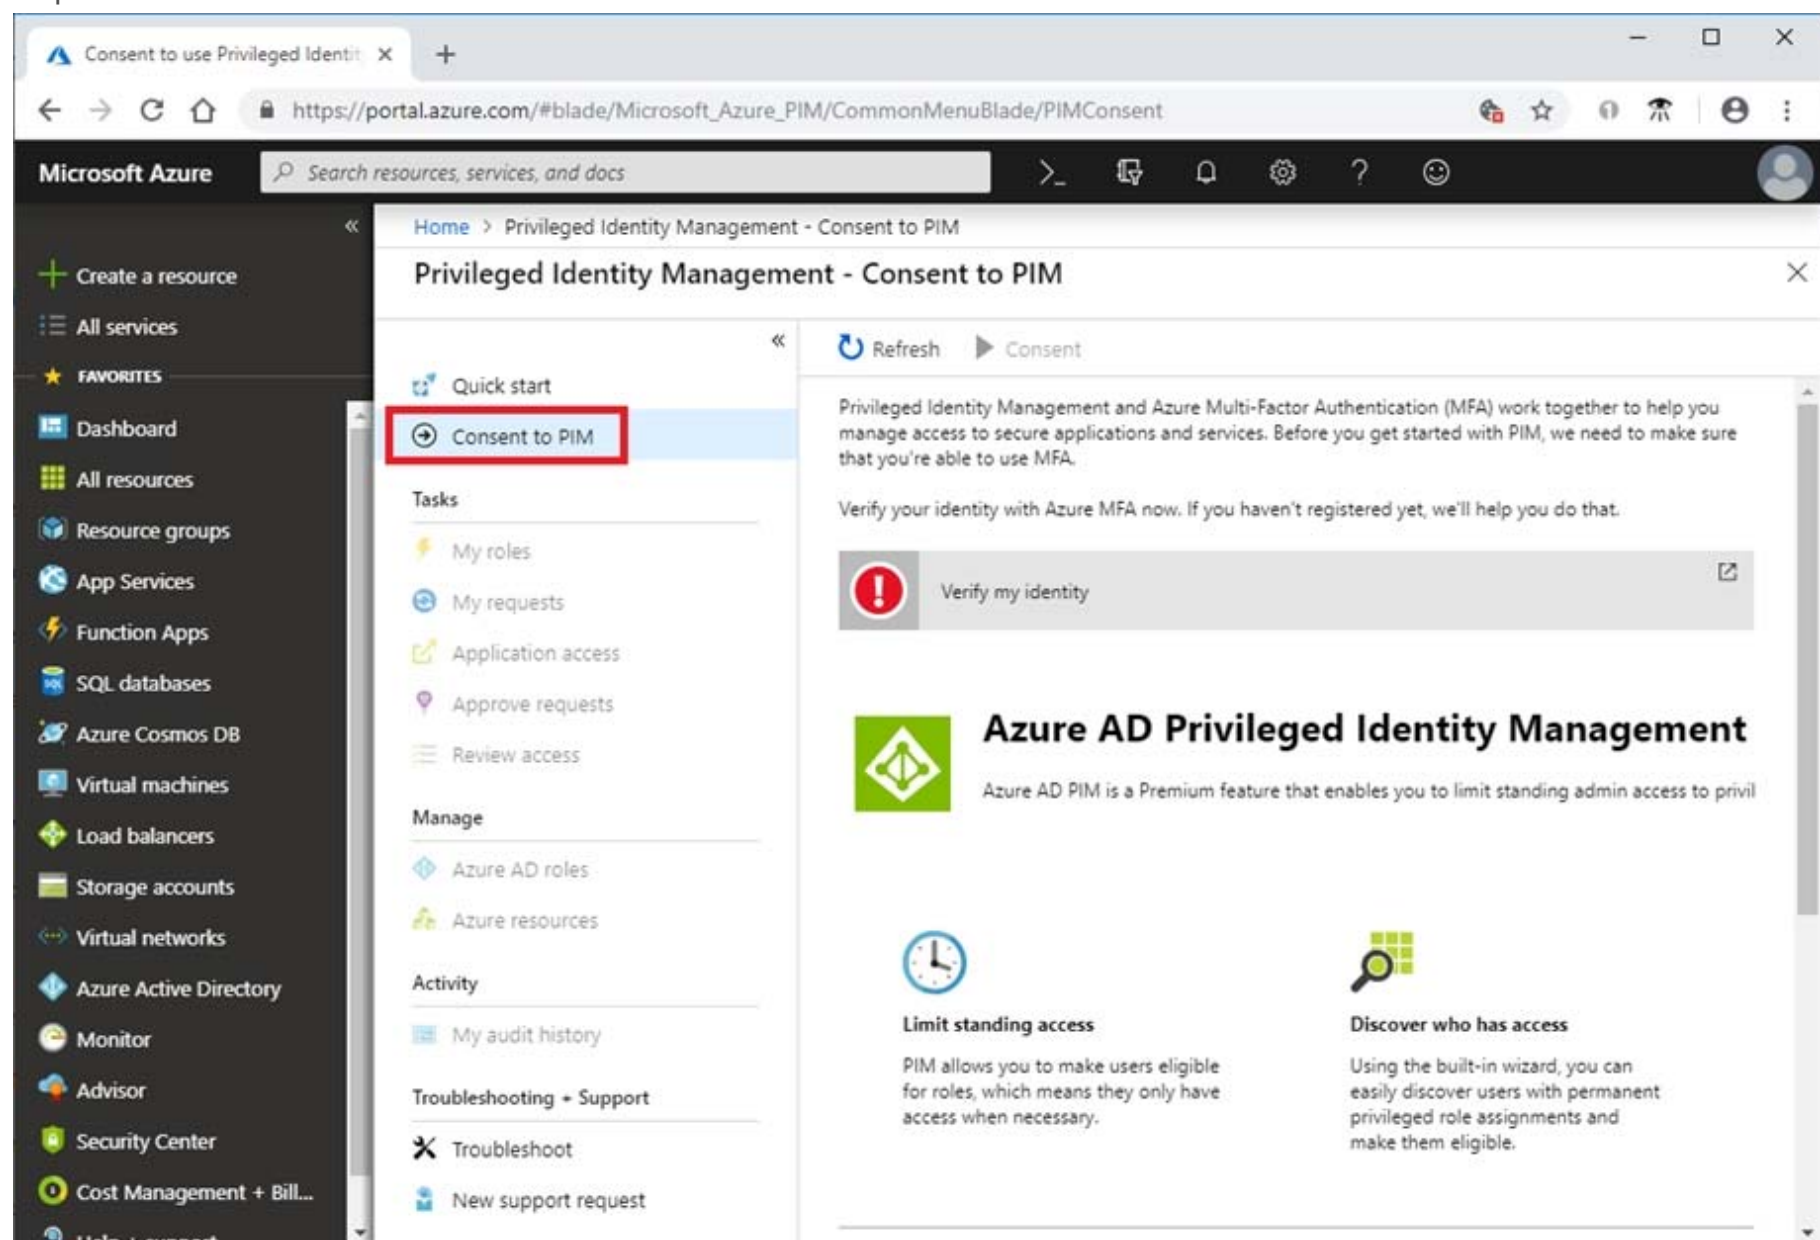 Consent to use Privileged Identit
https://portal.azure.com/#blade/Microsoft_Azure_PIM/CommonMenuBlade/PIMConsent
Microsoft Azure
Search resources, services, and docs
Create a resource
All services
FAVORITES
Dashboard
All resources
Resource groups
App Services
Function Apps
SQL databases
Azure Cosmos DB
Virtual machines
Load balancers
Storage accounts
Virtual networks
Azure Active Directory
Monitor
Advisor
Security Center
Cost Management + Bill...
Home > Privileged Identity Management - Consent to PIM
Privileged Identity Management - Consent to PIM
Quick start
Consent to PIM
Tasks
My roles
My requests
Application access
Approve requests
Review access
Manage
Azure AD roles
Azure resources
Activity
My audit history
Troubleshooting + Support
Troubleshoot
New support request
Refresh Consent
Privileged Identity Management and Azure Multi-Factor Authentication (MFA) work together to help you
manage access to secure applications and services. Before you get started with PIM, we need to make sure
that you're able to use MFA.
Verify your identity with Azure MFA now. If you haven't registered yet, we'll help you do that.
Verify my identity
Azure AD Privileged Identity Management
Azure AD PIM is a Premium feature that enables you to limit standing admin access to privil
Limit standing access
PIM allows you to make users eligible
for roles, which means they only have
access when necessary.
Discover who has access
Using the built-in wizard, you can
easily discover users with permanent
privileged role assignments and
make them eligible.